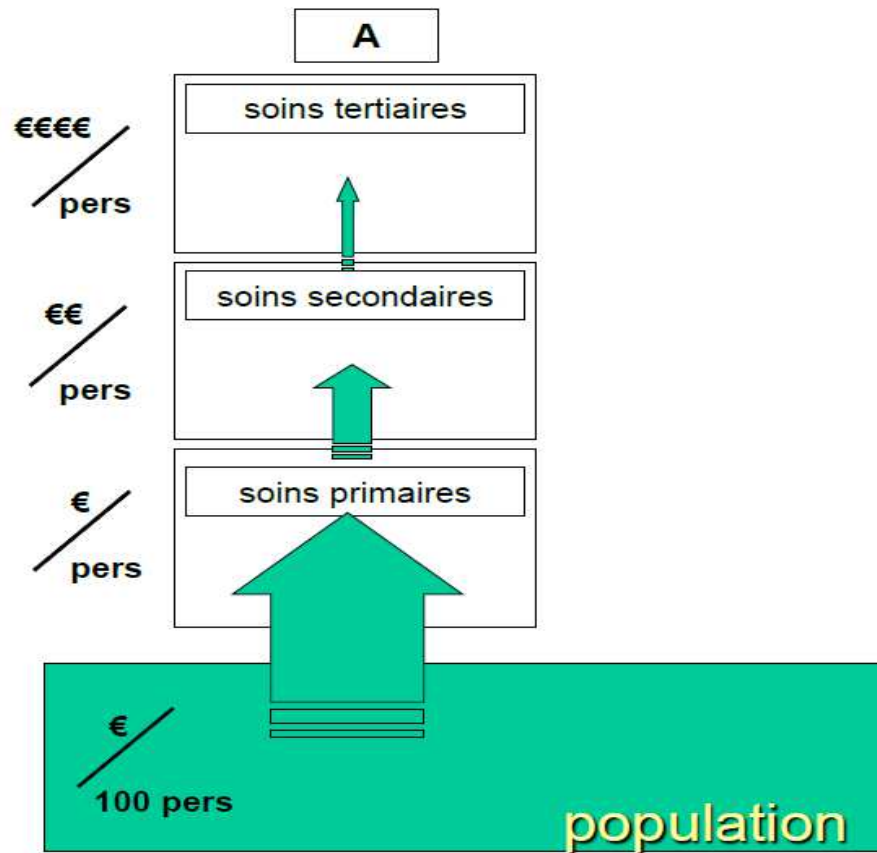 A
soins tertiaires
€€€€
pers
soins secondaires
€€
pers
soins primaires
€
pers
€
100 pers
population